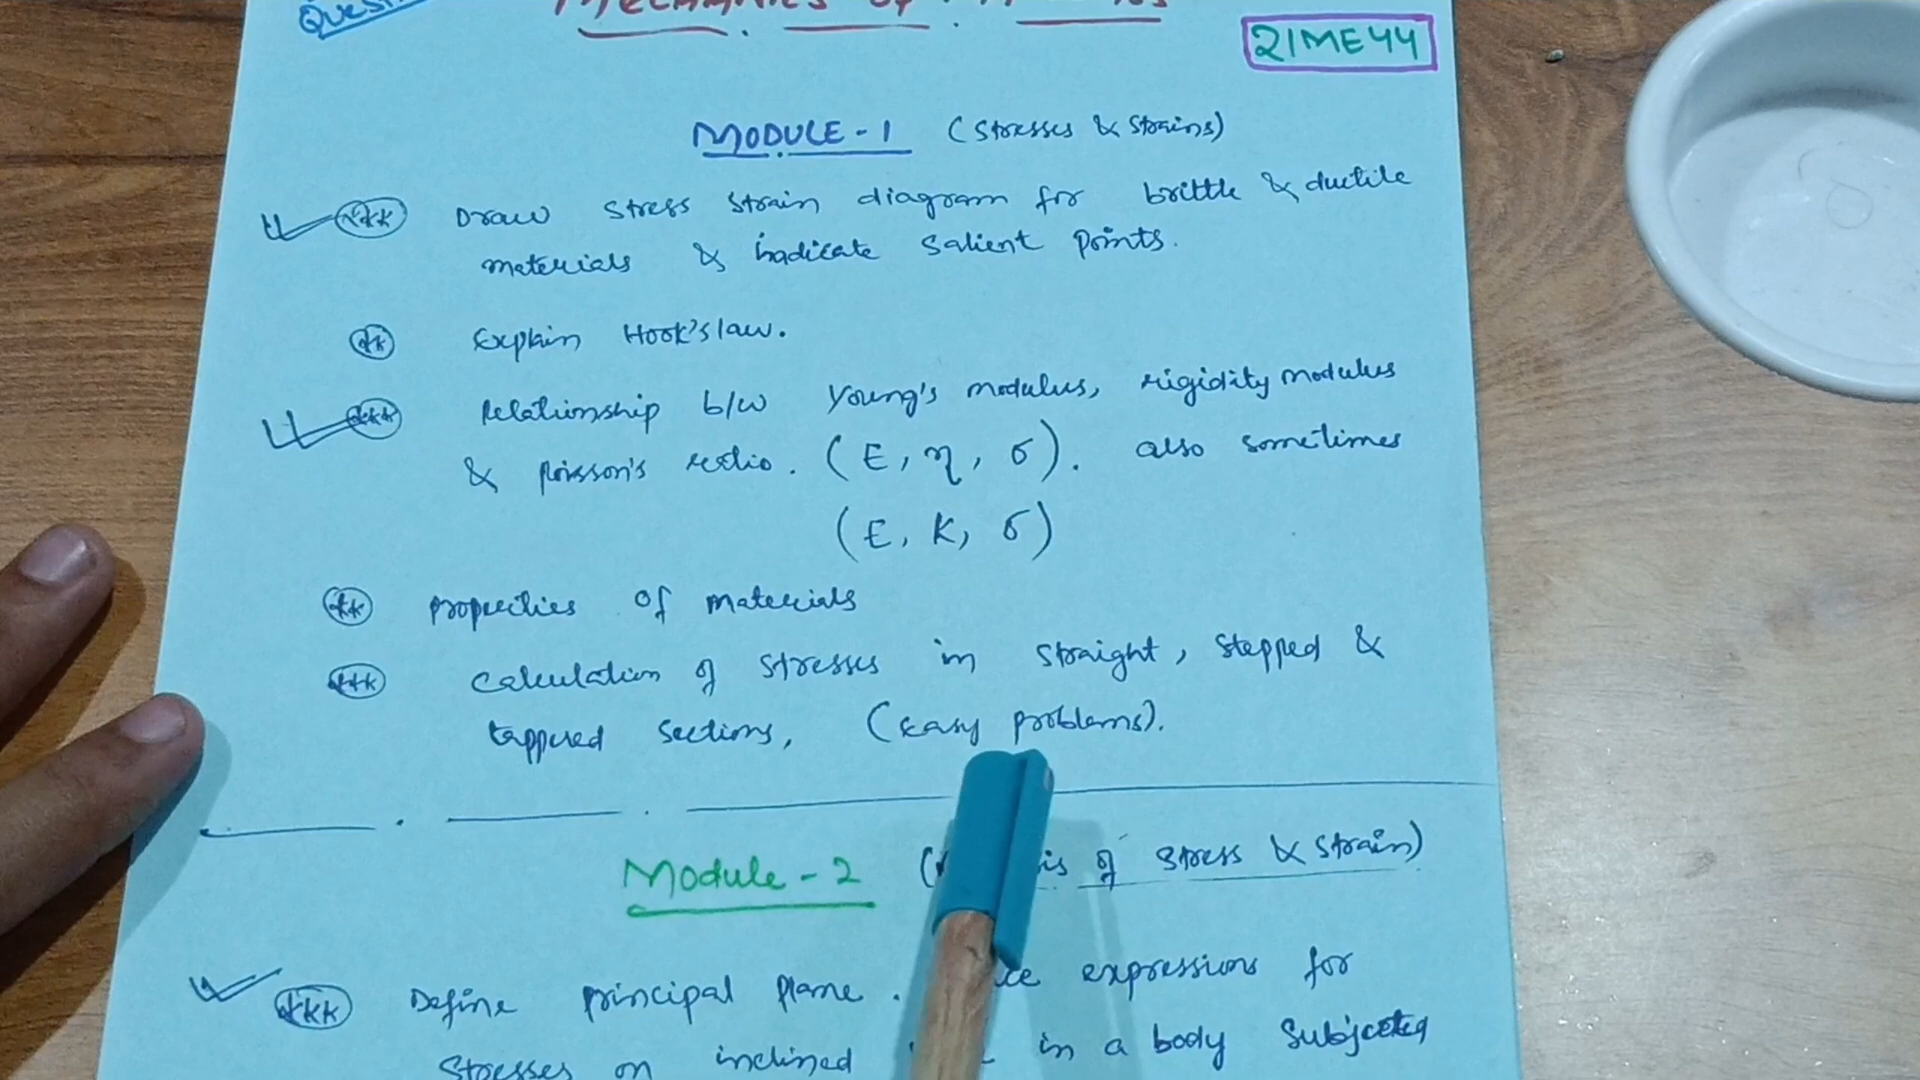 Mechanics of
21ME44
MODULE - 1 (Stresses & Strains)
Draw stress strain diagram for brittle & ductile
materials & indicate salient points.
Explain Hook's law.
Relationship b/w Young's modulus, rigidity modulus
& poisson's ratio. (E, η, σ). also sometimes
(E, K, σ)
properties of materials
calculation of stresses in straight, stepped &
tappered sections, (easy problems).
Module - 2 ( of stress & strain)
Define principal plane. expressions for
stresses on inclined in a body subjected